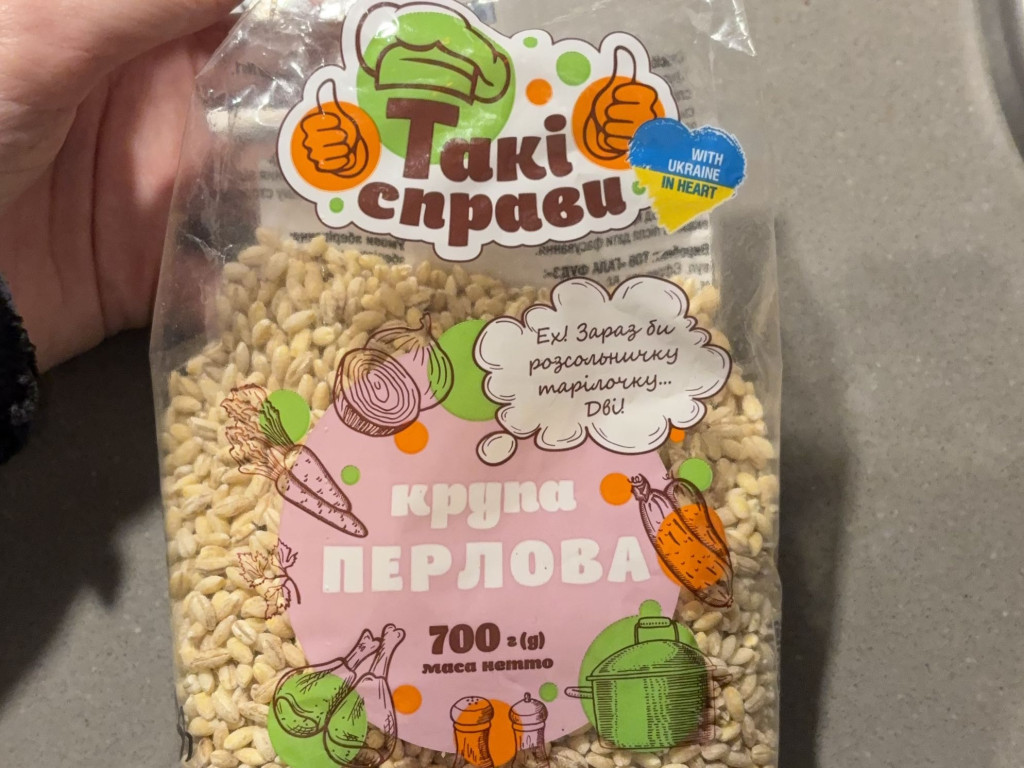 Такі
справи
WITH
UKRAINE
IN HEART
Ех! Зараз би
розсольничку
тарілочку...
Дві!
крупа
ПЕРЛОВА
700 г (g)
маса нетто